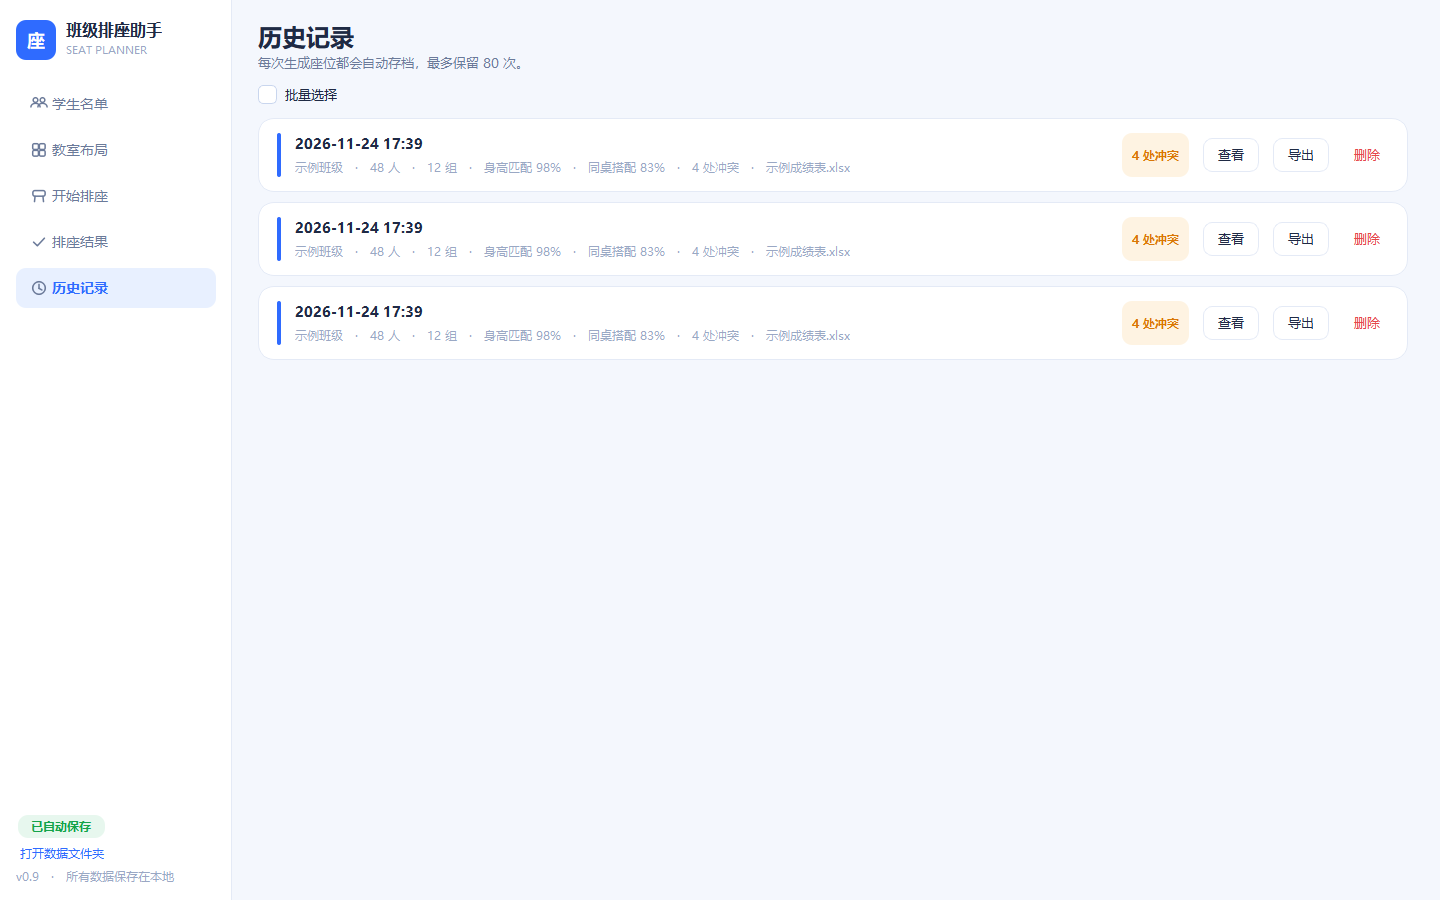 座
班级排座助手
SEAT PLANNER
学生名单
教室布局
开始排座
排座结果
历史记录
已自动保存
打开数据文件夹
v0.9 · 所有数据保存在本地
历史记录
每次生成座位都会自动存档，最多保留 80 次。
批量选择
2026-11-24 17:39
示例班级 · 48 人 · 12 组 · 身高匹配 98% · 同桌搭配 83% · 4 处冲突 · 示例成绩表.xlsx
4 处冲突 查看 导出 删除
2026-11-24 17:39
示例班级 · 48 人 · 12 组 · 身高匹配 98% · 同桌搭配 83% · 4 处冲突 · 示例成绩表.xlsx
4 处冲突 查看 导出 删除
2026-11-24 17:39
示例班级 · 48 人 · 12 组 · 身高匹配 98% · 同桌搭配 83% · 4 处冲突 · 示例成绩表.xlsx
4 处冲突 查看 导出 删除